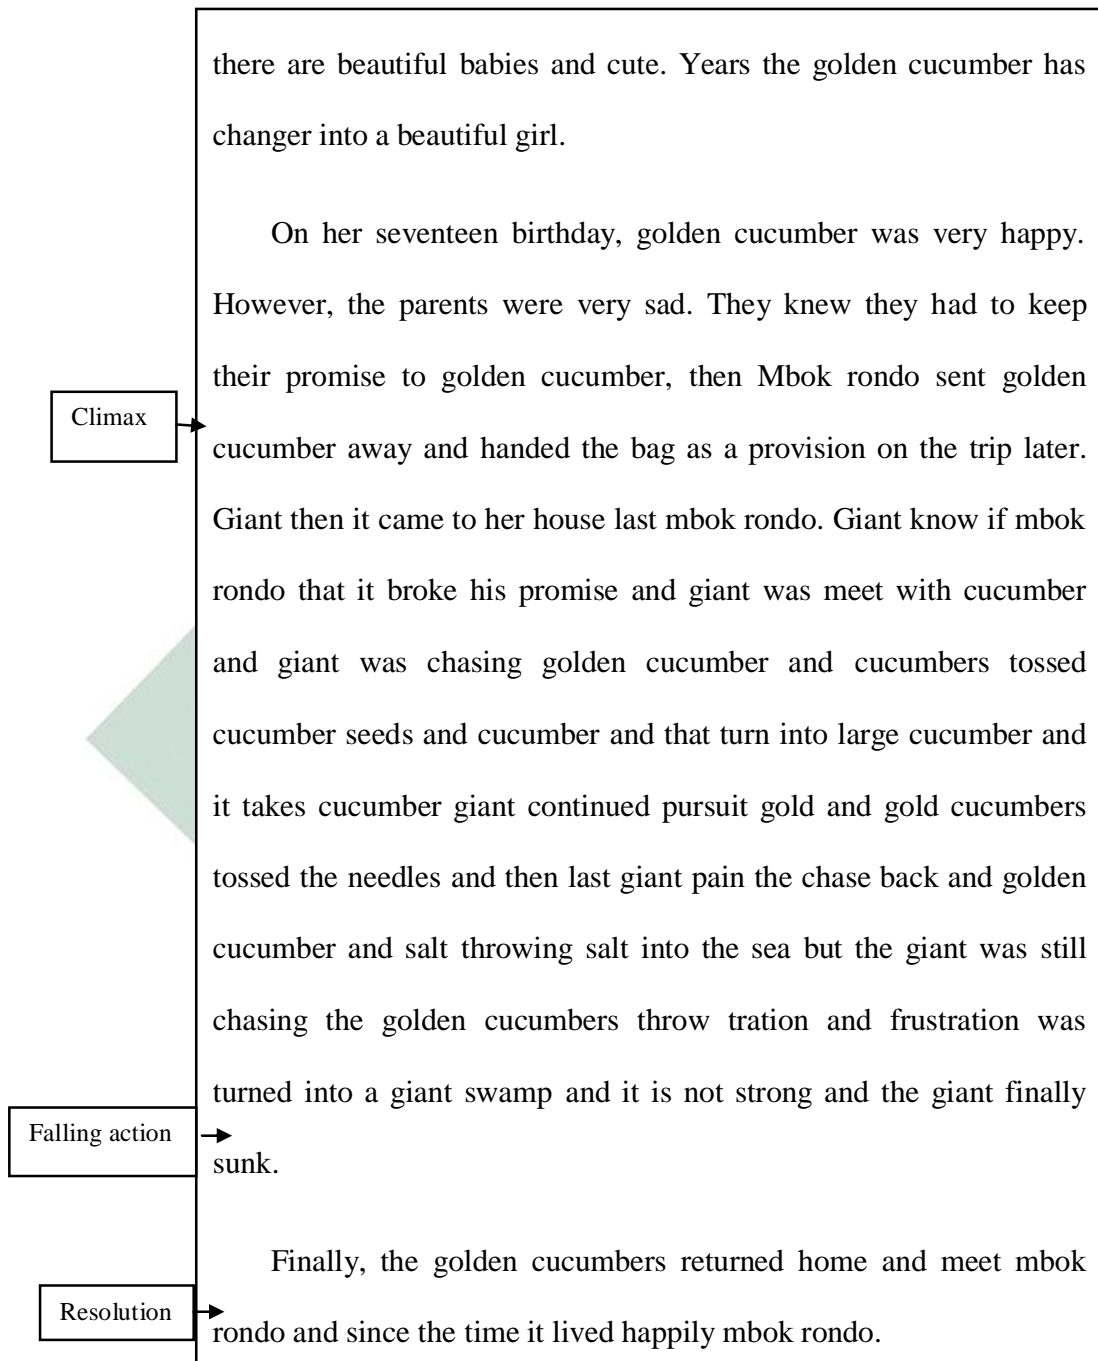 there are beautiful babies and cute. Years the golden cucumber has
changer into a beautiful girl.
On her seventeen birthday, golden cucumber was very happy.
However, the parents were very sad. They knew they had to keep
their promise to golden cucumber, then Mbok rondo sent golden
Climax
cucumber away and handed the bag as a provision on the trip later.
Giant then it came to her house last mbok rondo. Giant know if mbok
rondo that it broke his promise and giant was meet with cucumber
and giant was chasing golden cucumber and cucumbers tossed
cucumber seeds and cucumber and that turn into large cucumber and
it takes cucumber giant continued pursuit gold and gold cucumbers
tossed the needles and then last giant pain the chase back and golden
cucumber and salt throwing salt into the sea but the giant was still
chasing the golden cucumbers throw tration and frustration was
turned into a giant swamp and it is not strong and the giant finally
Falling action
sunk.
Finally, the golden cucumbers returned home and meet mbok
Resolution
rondo and since the time it lived happily mbok rondo.